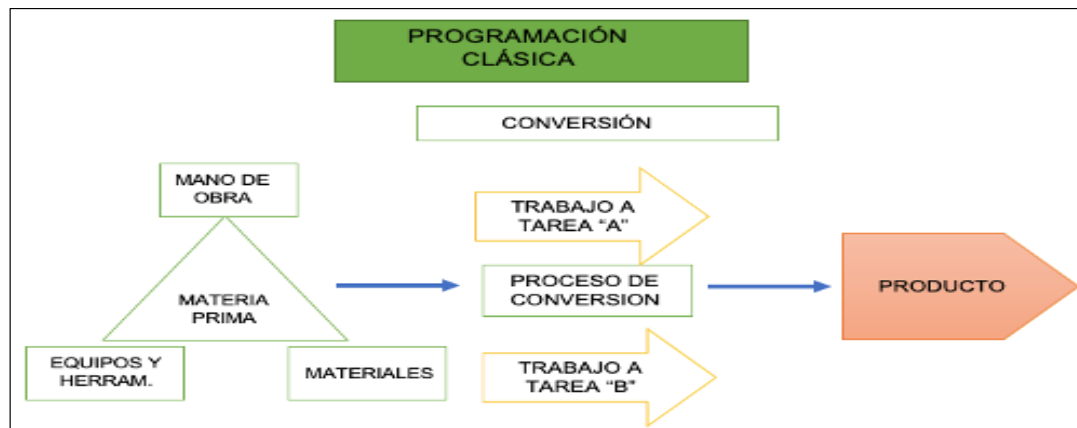 PROGRAMACIÓN
CLÁSICA
CONVERSIÓN
MANO DE
OBRA
MATERIA
PRIMA
EQUIPOS Y
HERRAM.
MATERIALES
TRABAJO A
TAREA “A”
PROCESO DE
CONVERSION
TRABAJO A
TAREA “B”
PRODUCTO